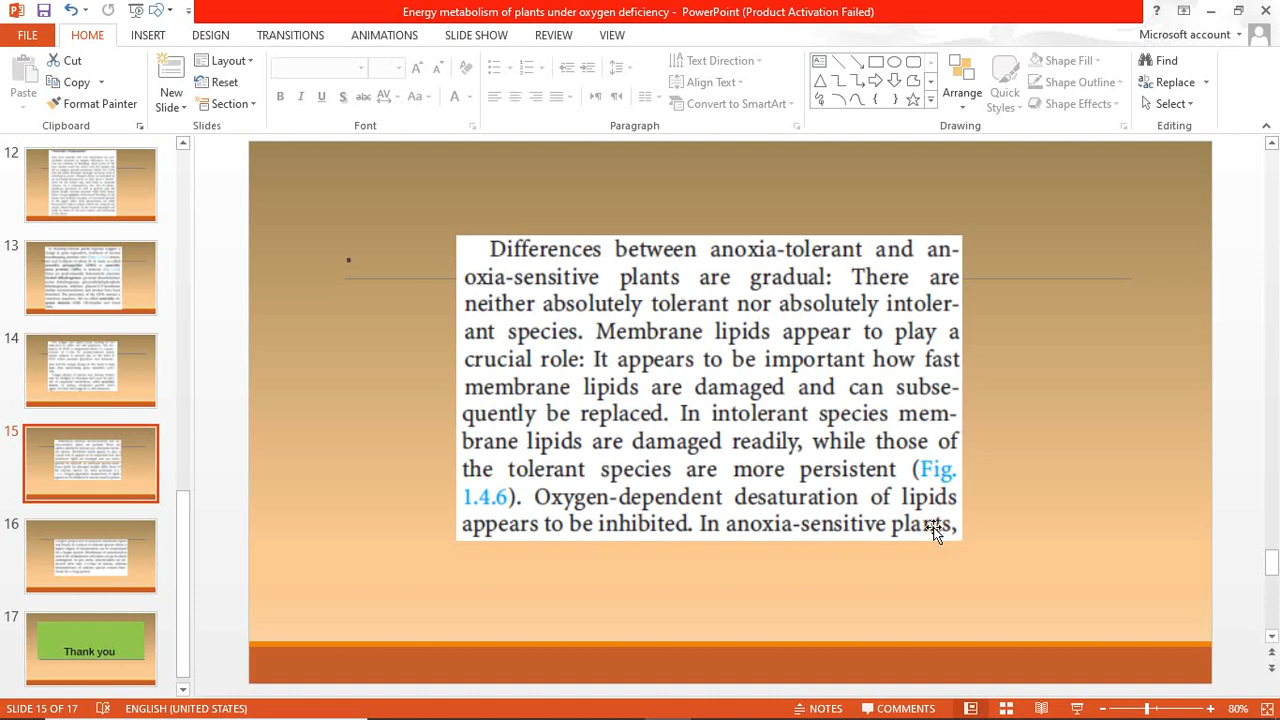 Energy metabolism of plants under oxygen deficiency - PowerPoint (Product Activation Failed)
FILE HOME INSERT DESIGN TRANSITIONS ANIMATIONS SLIDE SHOW REVIEW VIEW Microsoft account
Paste
Cut
Copy
Format Painter
Clipboard
New Slide
Layout
Reset
Section
Slides
Font
Text Direction
Align Text
Convert to SmartArt
Paragraph
Arrange
Quick Styles
Shape Fill
Shape Outline
Shape Effects
Drawing
Find
Replace
Select
Editing
12
13
14
15
16
17
Thank you
Differences between anoxia-tolerant and an-
oxia-sensitive plants are gradual: There are
neither absolutely tolerant nor absolutely intoler-
ant species. Membrane lipids appear to play a
crucial role: It appears to be important how fast
membrane lipids are damaged and can subse-
quently be replaced. In intolerant species mem-
brane lipids are damaged readily, while those of
the tolerant species are more persistent (Fig.
1.4.6). Oxygen-dependent desaturation of lipids
appears to be inhibited. In anoxia-sensitive plants,
SLIDE 15 OF 17 ENGLISH (UNITED STATES) NOTES COMMENTS 80%